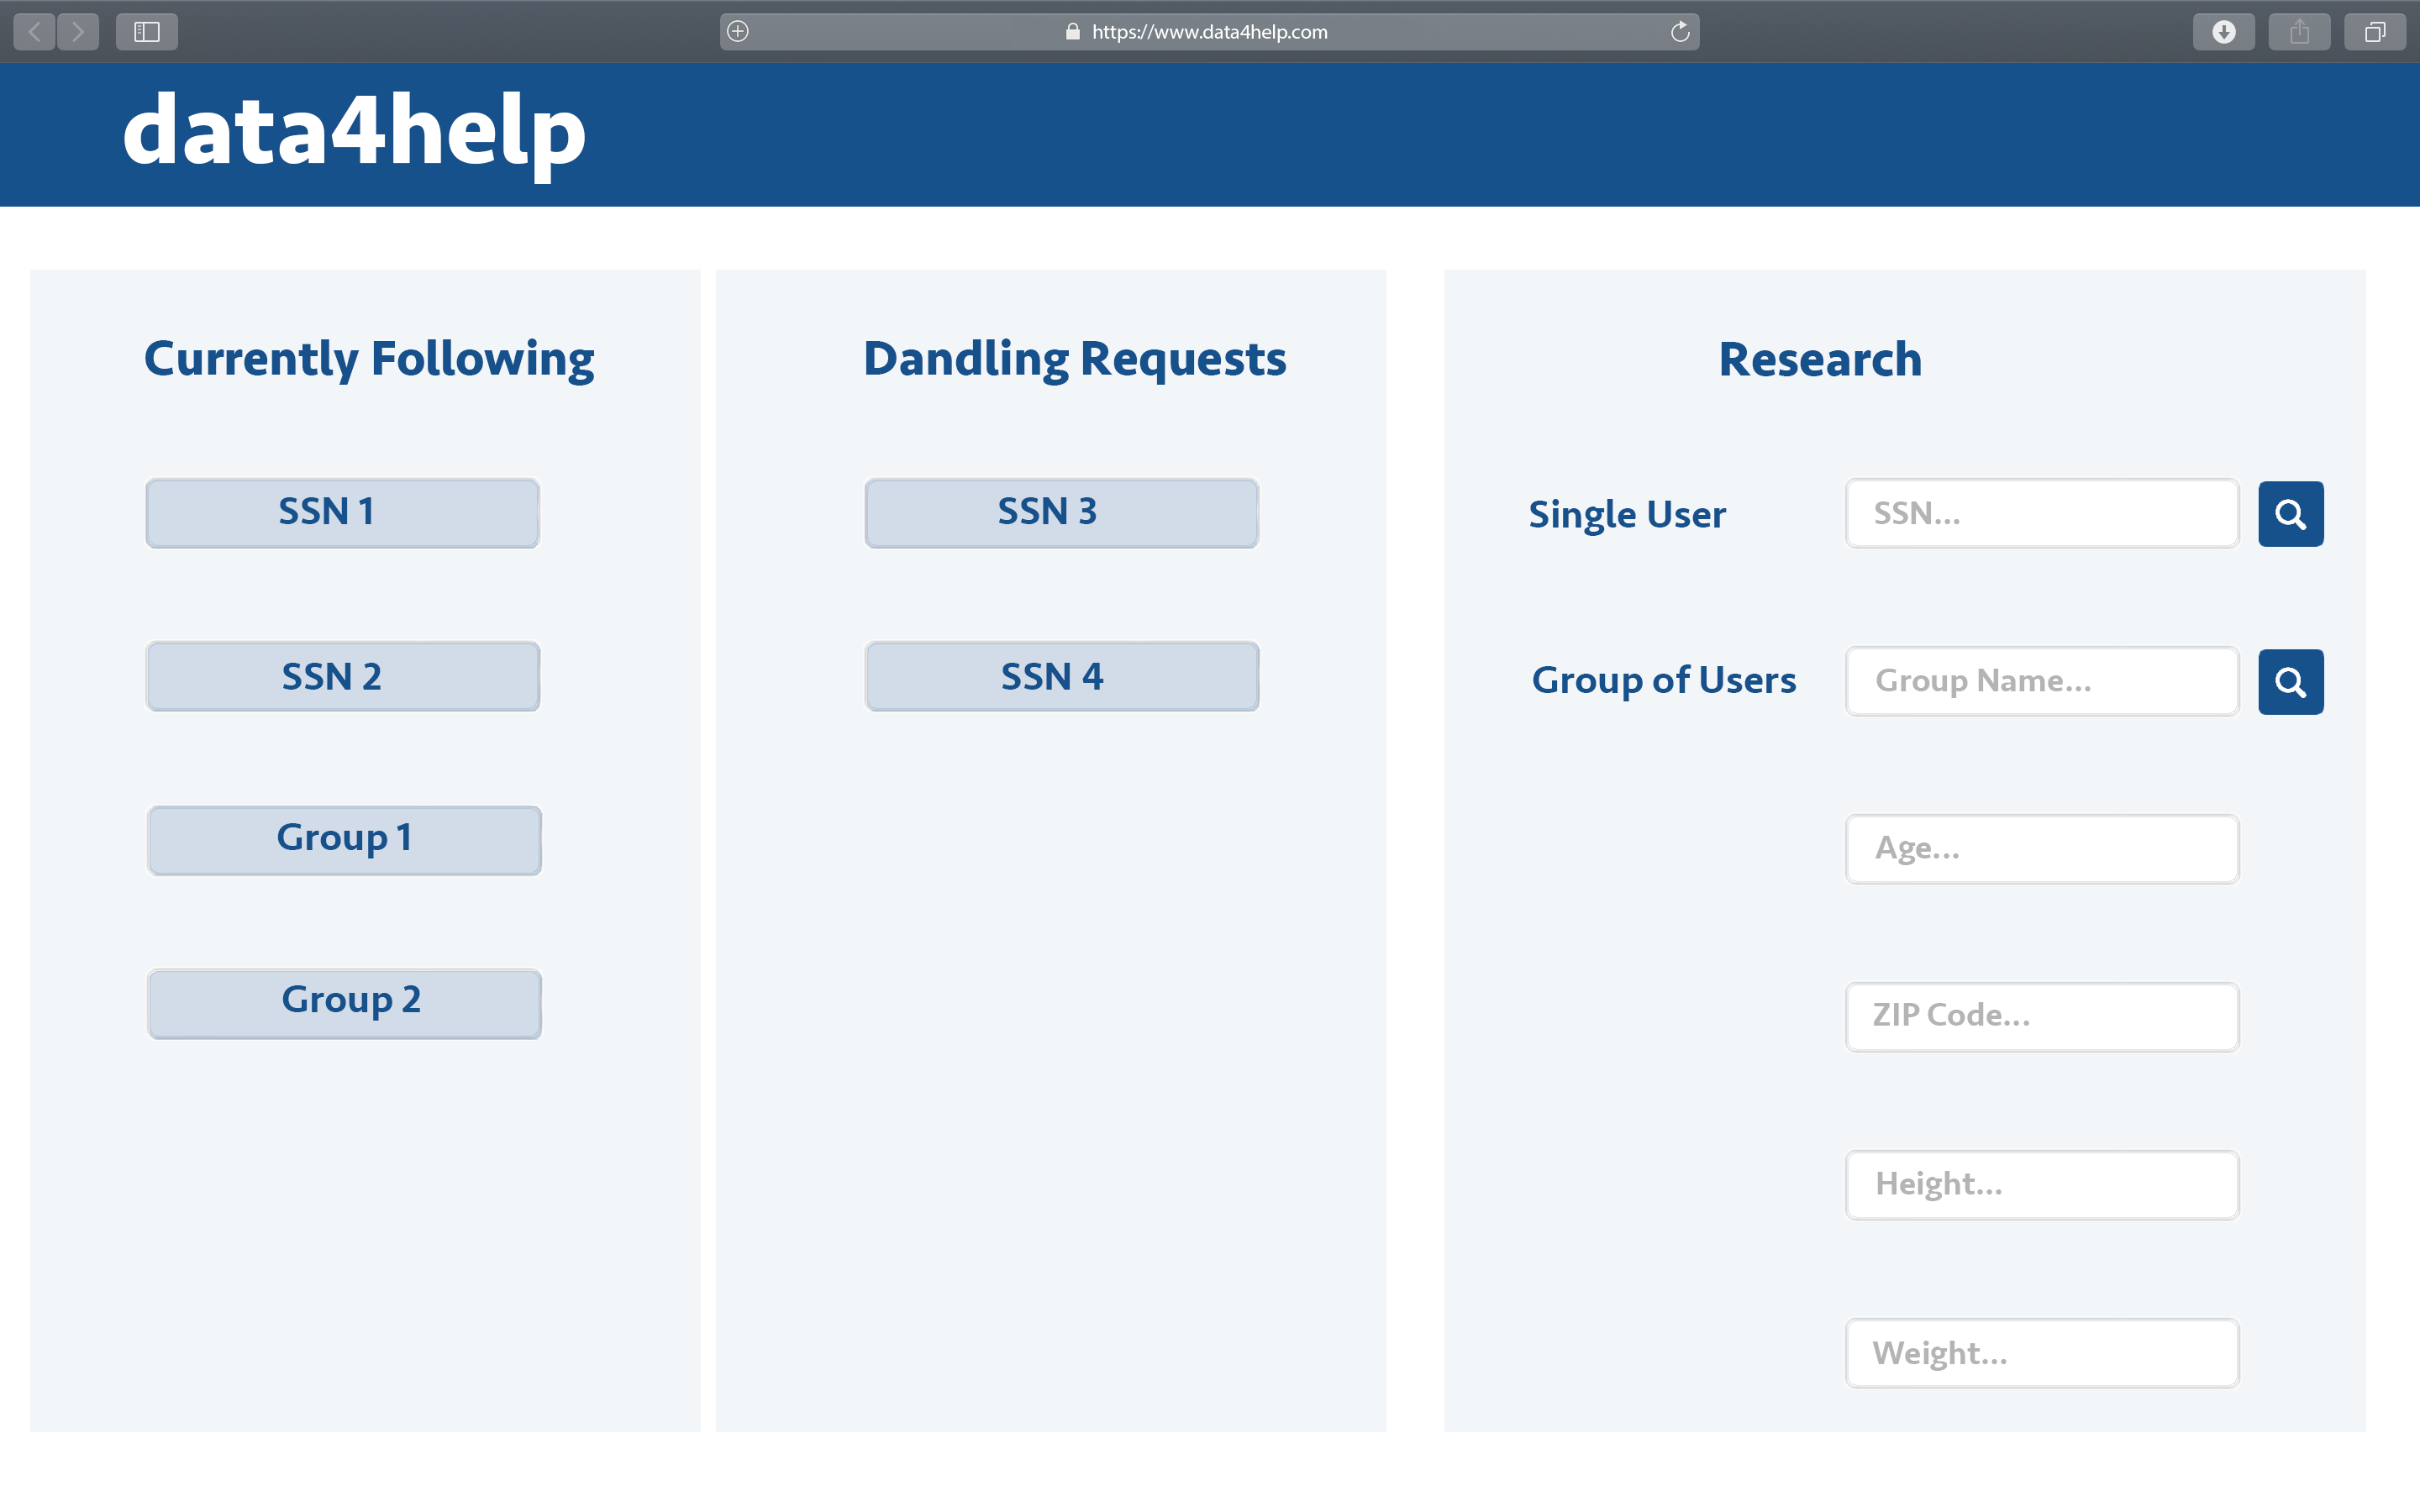 https://www.data4help.com
data4help
Currently Following
SSN 1
SSN 2
Group 1
Group 2
Dandling Requests
SSN 3
SSN 4
Research
Single User
SSN...
Group of Users
Group Name...
Age...
ZIP Code...
Height...
Weight...